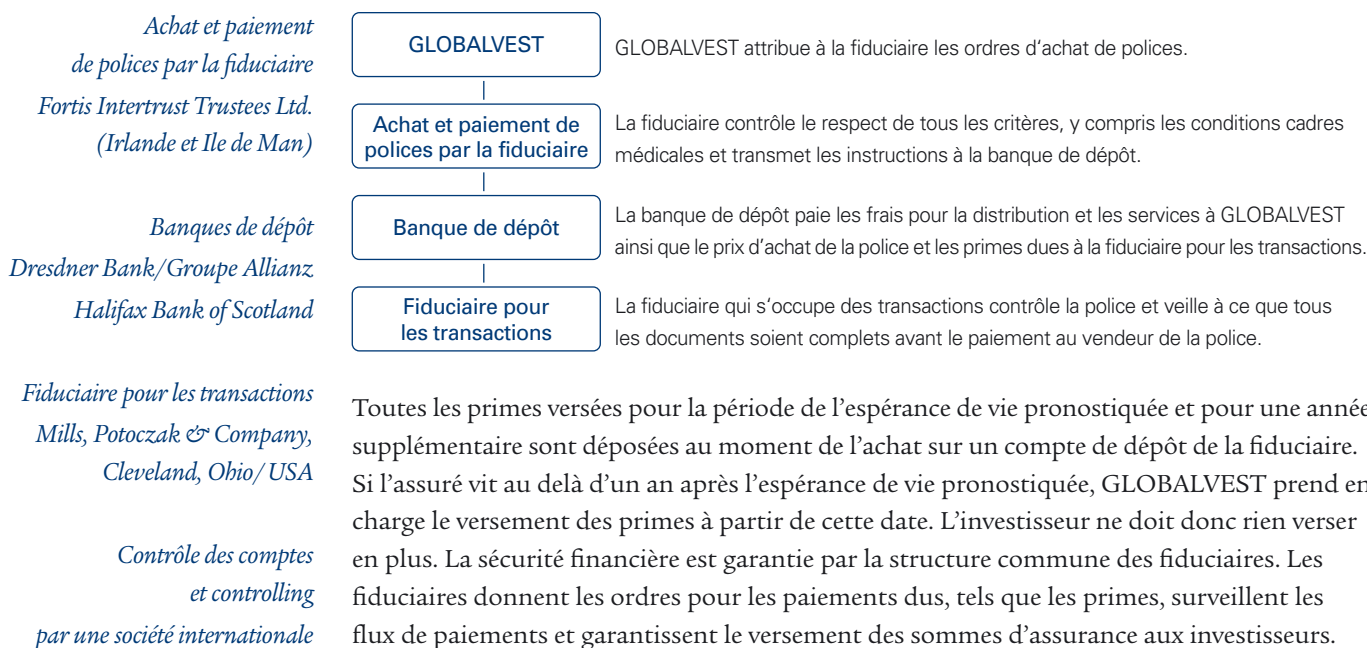 Achat et paiement
de polices par la fiduciaire
Fortis Intertrust Trustees Ltd.
(Irlande et Ile de Man)
Banques de dépôt
Dresdner Bank/Groupe Allianz
Halifax Bank of Scotland
Fiduciaire pour les transactions
Mills, Potoczak & Company,
Cleveland, Ohio/USA
Contrôle des comptes
et controlling
par une société internationale
GLOBALVEST
GLOBALVEST attribue à la fiduciaire les ordres d'achat de polices.
Achat et paiement de
polices par la fiduciaire
La fiduciaire contrôle le respect de tous les critères, y compris les conditions cadres
médicales et transmet les instructions à la banque de dépôt.
Banque de dépôt
La banque de dépôt paie les frais pour la distribution et les services à GLOBALVEST
ainsi que le prix d'achat de la police et les primes dues à la fiduciaire pour les transactions.
Fiduciaire pour
les transactions
La fiduciaire qui s'occupe des transactions contrôle la police et veille à ce que tous
les documents soient complets avant le paiement au vendeur de la police.
Toutes les primes versées pour la période de l'espérance de vie pronostiquée et pour une année
supplémentaire sont déposées au moment de l'achat sur un compte de dépôt de la fiduciaire.
Si l'assuré vit au delà d'un an après l'espérance de vie pronostiquée, GLOBALVEST prend en
charge le versement des primes à partir de cette date. L'investisseur ne doit donc rien verser
en plus. La sécurité financière est garantie par la structure commune des fiduciaires. Les
fiduciaires donnent les ordres pour les paiements dus, tels que les primes, surveillent les
flux de paiements et garantissent le versement des sommes d'assurance aux investisseurs.